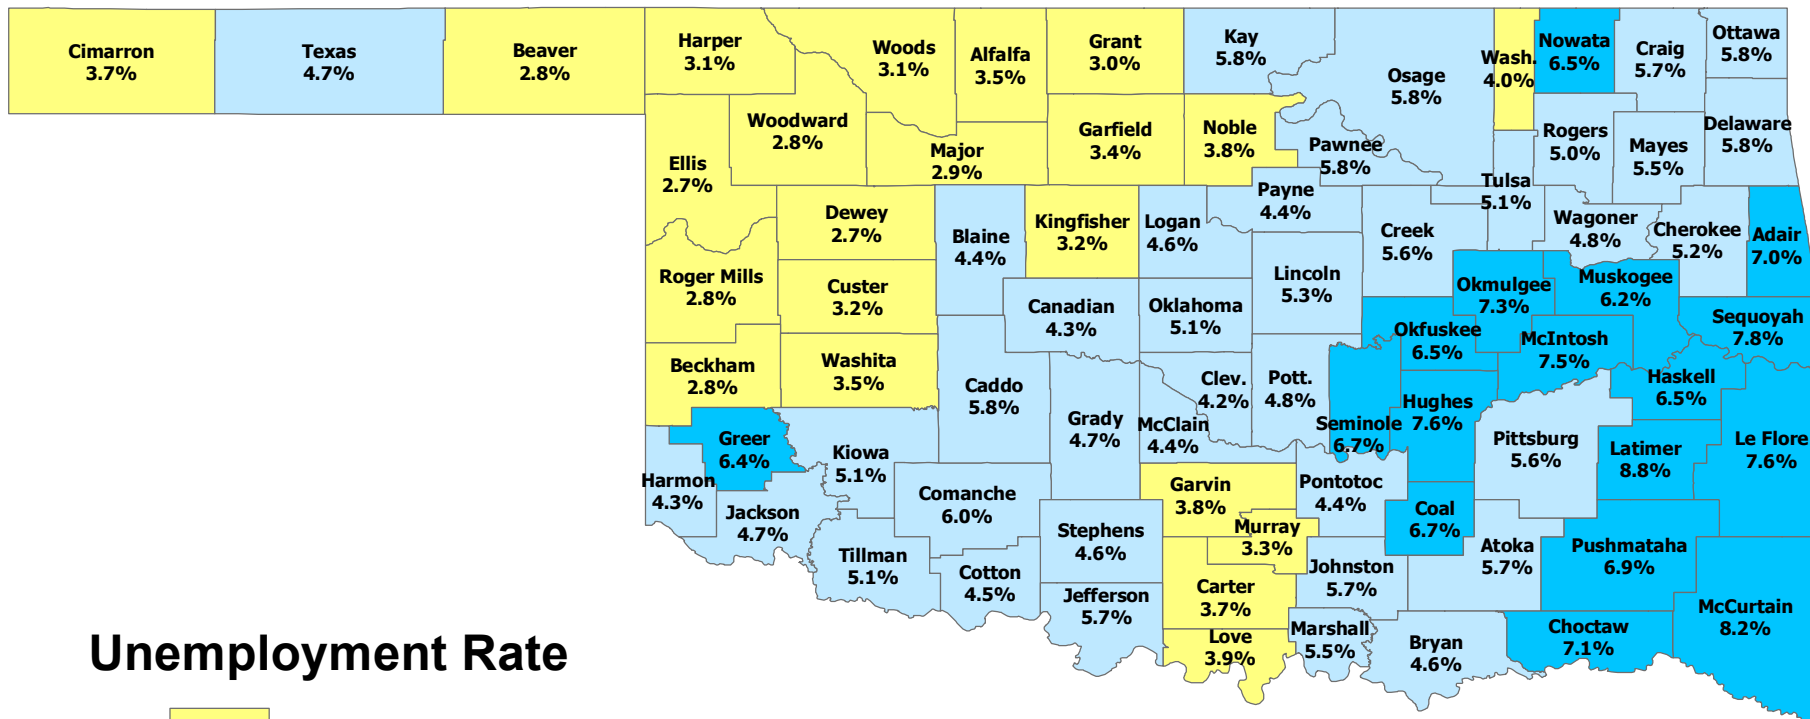 Cimarron
3.7%
Texas
4.7%
Beaver
2.8%
Harper
3.1%
Woods
3.1%
Alfalfa
3.5%
Grant
3.0%
Kay
5.8%
Osage
5.8%
Wash.
4.0%
Nowata
6.5%
Craig
5.7%
Ottawa
5.8%
Ellis
2.7%
Woodward
2.8%
Major
2.9%
Garfield
3.4%
Noble
3.8%
Pawnee
5.8%
Rogers
5.0%
Mayes
5.5%
Delaware
5.8%
Dewey
2.7%
Blaine
4.4%
Kingfisher
3.2%
Logan
4.6%
Payne
4.4%
Creek
5.6%
Tulsa
5.1%
Wagoner
4.8%
Cherokee
5.2%
Adair
7.0%
Roger Mills
2.8%
Custer
3.2%
Canadian
4.3%
Oklahoma
5.1%
Lincoln
5.3%
Okmulgee
7.3%
Muskogee
6.2%
Okfuskee
6.5%
McIntosh
7.5%
Sequoyah
7.8%
Beckham
2.8%
Washita
3.5%
Caddo
5.8%
Grady
4.7%
McClain
4.4%
Clev.
4.2%
Pott.
4.8%
Seminole
6.7%
Hughes
7.6%
Haskell
6.5%
Pittsburg
5.6%
Latimer
8.8%
Le Flore
7.6%
Greer
6.4%
Kiowa
5.1%
Harmon
4.3%
Jackson
4.7%
Comanche
6.0%
Garvin
3.8%
Pontotoc
4.4%
Coal
6.7%
Tillman
5.1%
Cotton
4.5%
Stephens
4.6%
Murray
3.3%
Johnston
5.7%
Atoka
5.7%
Pushmataha
6.9%
Jefferson
5.7%
Carter
3.7%
Love
3.9%
Marshall
5.5%
Bryan
4.6%
Choctaw
7.1%
McCurtain
8.2%
Unemployment Rate